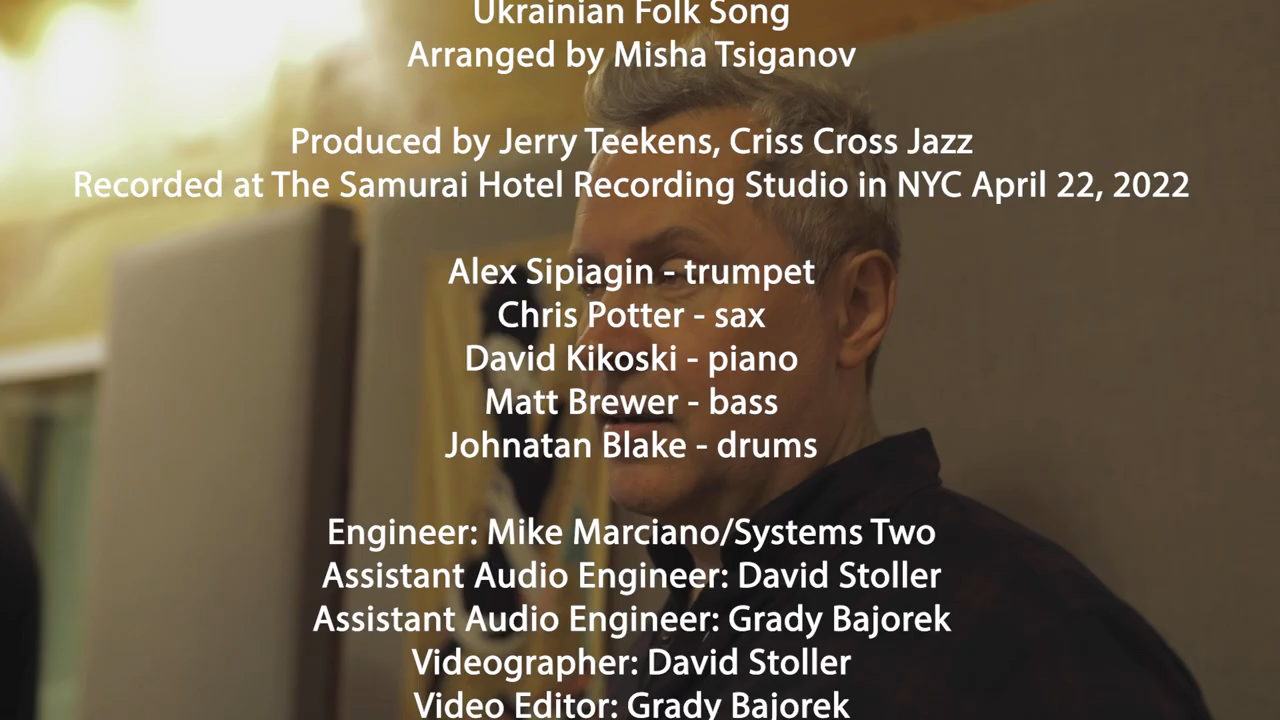 Ukrainian Folk Song
Arranged by Misha Tsiganov
Produced by Jerry Teekens, Criss Cross Jazz
Recorded at The Samurai Hotel Recording Studio in NYC April 22, 2022
Alex Sipiagin - trumpet
Chris Potter - sax
David Kikoski - piano
Matt Brewer - bass
Johnatan Blake - drums
Engineer: Mike Marciano/Systems Two
Assistant Audio Engineer: David Stoller
Assistant Audio Engineer: Grady Bajorek
Videographer: David Stoller
Video Editor: Grady Bajorek